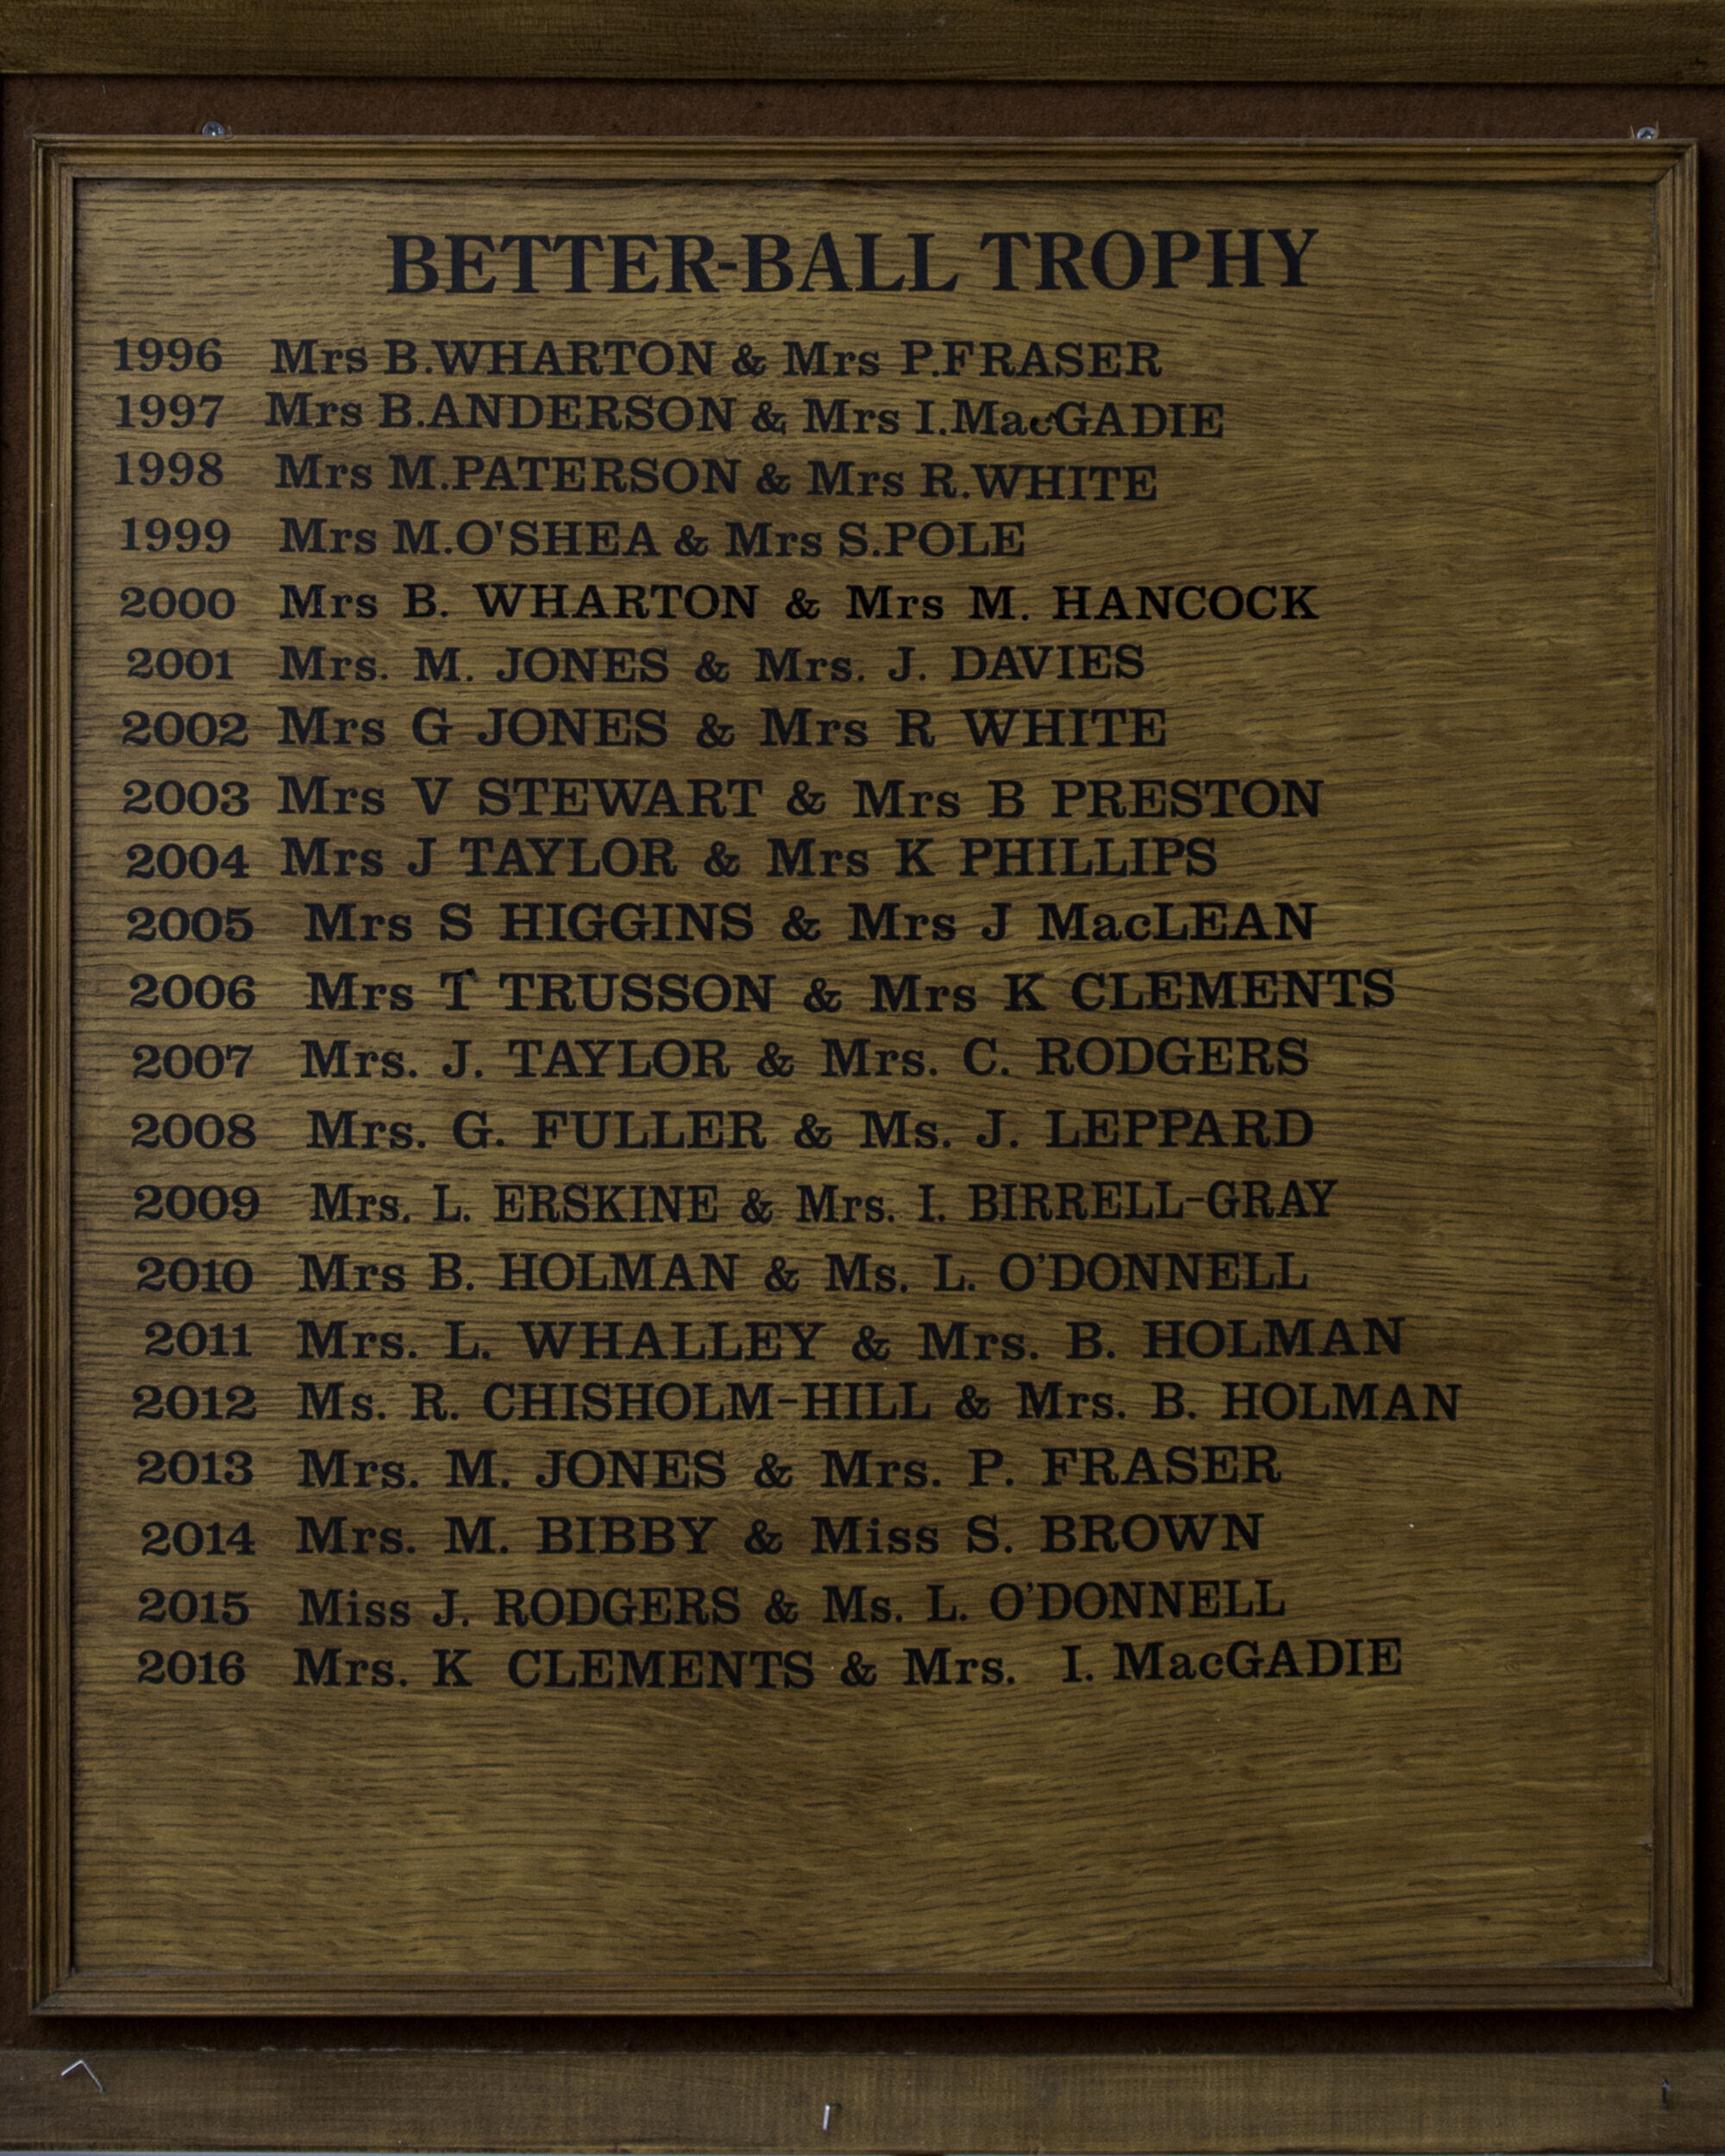 BETTER-BALL TROPHY
1996 Mrs B.WHARTON & Mrs P.FRASER
1997 Mrs B.ANDERSON & Mrs I.MacGADIE
1998 Mrs M.PATERSON & Mrs R.WHITE
1999 Mrs M.O'SHEA & Mrs S.POLE
2000 Mrs B. WHARTON & Mrs M. HANCOCK
2001 Mrs. M. JONES & Mrs. J. DAVIES
2002 Mrs G JONES & Mrs R WHITE
2003 Mrs V STEWART & Mrs B PRESTON
2004 Mrs J TAYLOR & Mrs K PHILLIPS
2005 Mrs S HIGGINS & Mrs J MacLEAN
2006 Mrs T TRUSSON & Mrs K CLEMENTS
2007 Mrs. J. TAYLOR & Mrs. C. RODGERS
2008 Mrs. G. FULLER & Ms. J. LEPPARD
2009 Mrs. L. ERSKINE & Mrs. I. BIRRELL-GRAY
2010 Mrs B. HOLMAN & Ms. L. O'DONNELL
2011 Mrs. L. WHALLEY & Mrs. B. HOLMAN
2012 Ms. R. CHISHOLM-HILL & Mrs. B. HOLMAN
2013 Mrs. M. JONES & Mrs. P. FRASER
2014 Mrs. M. BIBBY & Miss S. BROWN
2015 Miss J. RODGERS & Ms. L. O'DONNELL
2016 Mrs. K CLEMENTS & Mrs. I. MacGADIE